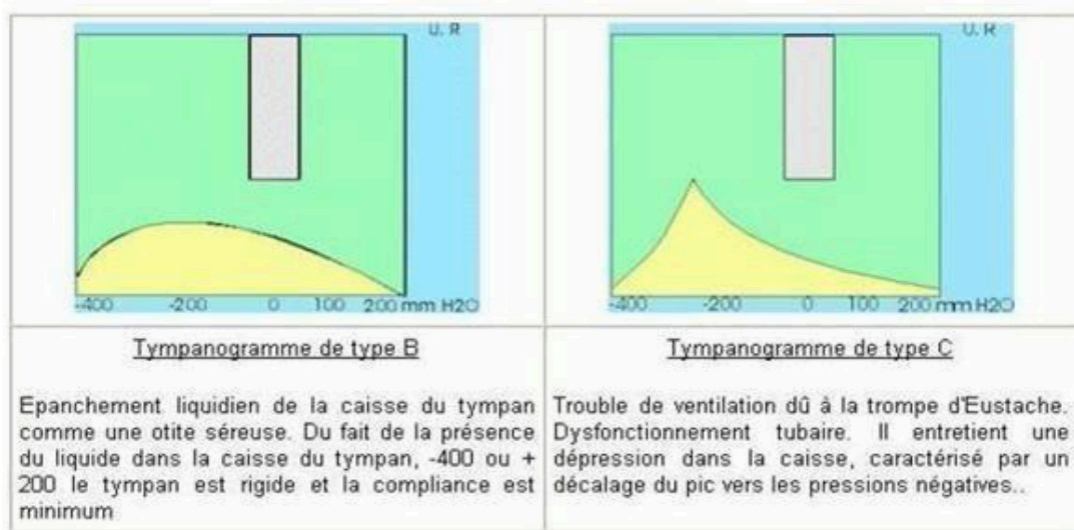 U. R
-400 -200 0 100 200 mm H2O
U. R
-400 -200 0 100 200 mm H2O
Tympanogramme de type B
Epanchement liquidien de la caisse du tympan
comme une otite séreuse. Du fait de la présence
du liquide dans la caisse du tympan, -400 ou +
200 le tympan est rigide et la compliance est
minimum
Tympanogramme de type C
Trouble de ventilation dû à la trompe d'Eustache.
Dysfonctionnement tubaire. Il entretient une
dépression dans la caisse, caractérisé par un
décalage du pic vers les pressions négatives..